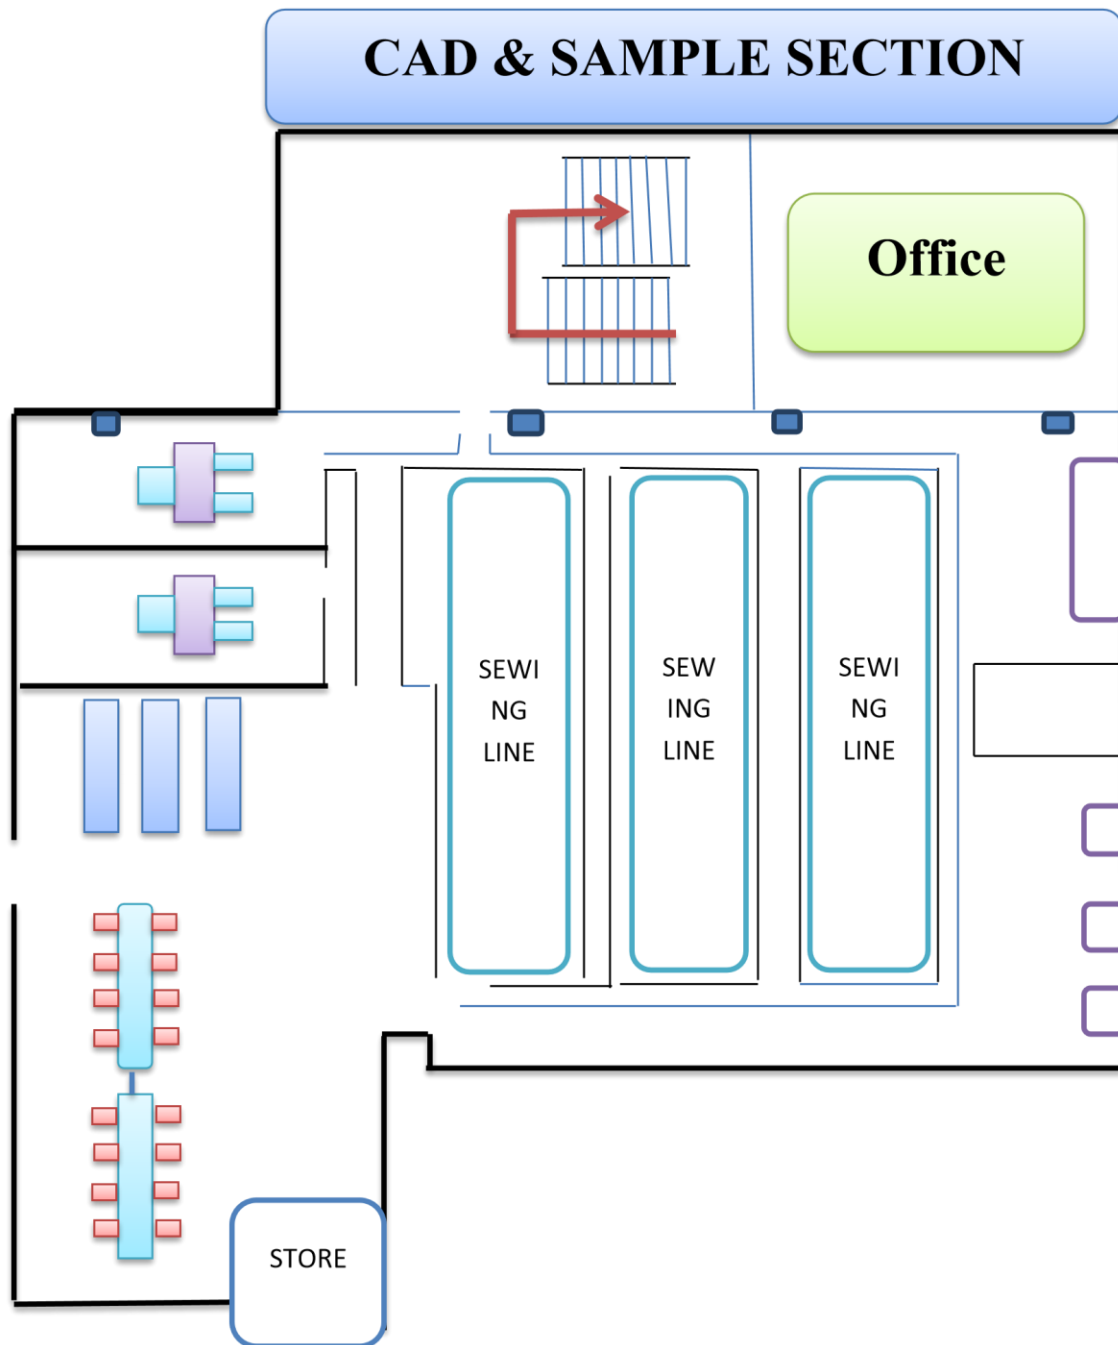 CAD & SAMPLE SECTION
Office
SEWI
NG
LINE
SEW
ING
LINE
SEWI
NG
LINE
STORE